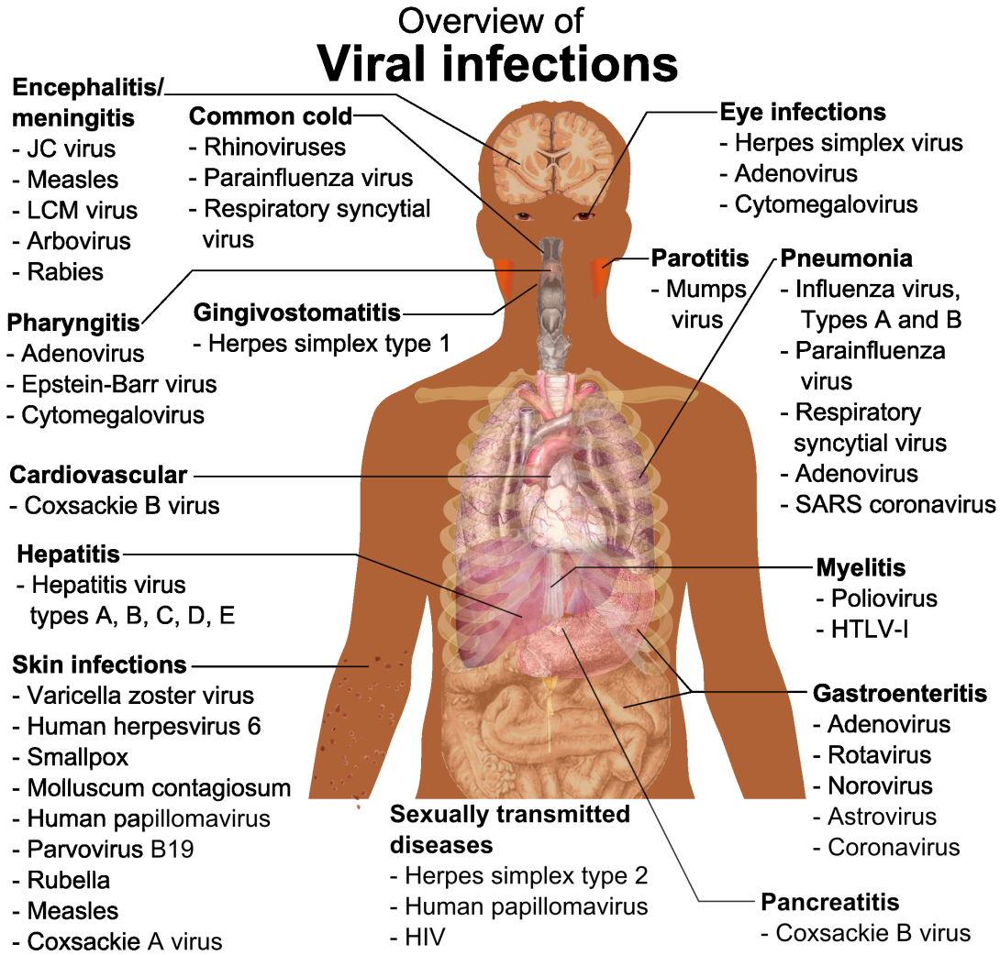 Overview of
Viral infections
Encephalitis/
meningitis
- JC virus
- Measles
- LCM virus
- Arbovirus
- Rabies
Common cold
- Rhinoviruses
- Parainfluenza virus
- Respiratory syncytial
virus
Eye infections
- Herpes simplex virus
- Adenovirus
- Cytomegalovirus
Pharyngitis
- Adenovirus
- Epstein-Barr virus
- Cytomegalovirus
Gingivostomatitis
- Herpes simplex type 1
Parotitis
- Mumps
virus
Pneumonia
- Influenza virus,
Types A and B
- Parainfluenza
virus
- Respiratory
syncytial virus
- Adenovirus
- SARS coronavirus
Cardiovascular
- Coxsackie B virus
Hepatitis
- Hepatitis virus
types A, B, C, D, E
Myelitis
- Poliovirus
- HTLV-I
Skin infections
- Varicella zoster virus
- Human herpesvirus 6
- Smallpox
- Molluscum contagiosum
- Human papillomavirus
- Parvovirus B19
- Rubella
- Measles
- Coxsackie A virus
Gastroenteritis
- Adenovirus
- Rotavirus
- Norovirus
- Astrovirus
- Coronavirus
Sexually transmitted
diseases
- Herpes simplex type 2
- Human papillomavirus
- HIV
Pancreatitis
- Coxsackie B virus